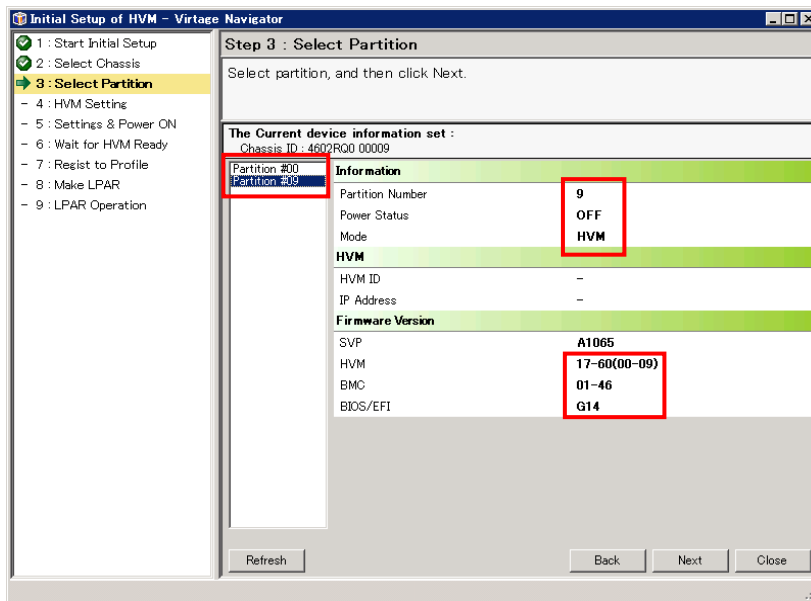 Initial Setup of HVM - Virtage Navigator
1 : Start Initial Setup
2 : Select Chassis
3 : Select Partition
- 4 : HVM Setting
- 5 : Settings & Power ON
- 6 : Wait for HVM Ready
- 7 : Regist to Profile
- 8 : Make LPAR
- 9 : LPAR Operation
Step 3 : Select Partition
Select partition, and then click Next.
The Current device information set :
Chassis ID : 4602RQ0 00009
Partition #00
Partition #09
Information
Partition Number 9
Power Status OFF
Mode HVM
HVM
HVM ID -
IP Address -
Firmware Version
SVP A1065
HVM 17-60(00-09)
BMC 01-46
BIOS/EFI G14
Refresh Back Next Close